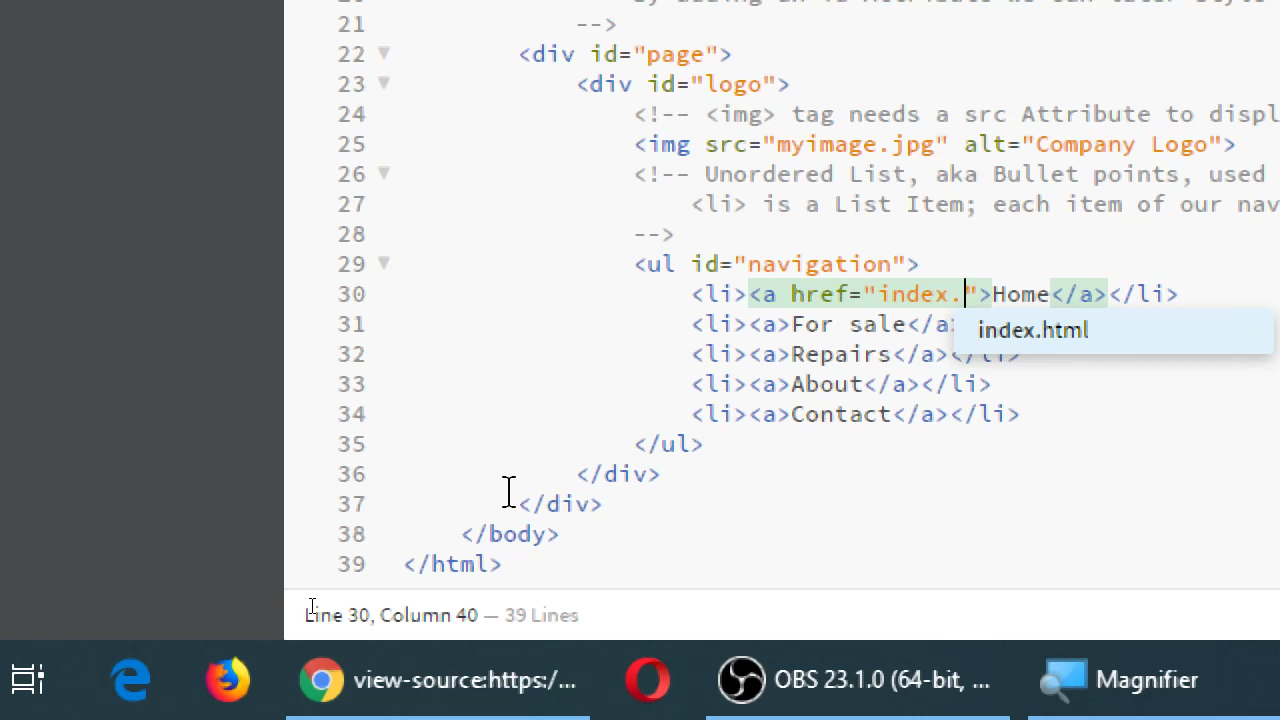 21 -->
22 <div id="page">
23 <div id="logo">
24 <!-- <img> tag needs a src Attribute to displ
25 <img src="myimage.jpg" alt="Company Logo">
26 <!-- Unordered List, aka Bullet points, used
27 <li> is a List Item; each item of our nav
28 -->
29 <ul id="navigation">
30 <li><a href="index.">Home</a></li>
31 <li><a>For sale</a>
index.html
32 <li><a>Repairs</a></li>
33 <li><a>About</a></li>
34 <li><a>Contact</a></li>
35 </ul>
36 </div>
37 </div>
38 </body>
39 </html>
Line 30, Column 40 — 39 Lines
view-source:https:/... OBS 23.1.0 (64-bit, ... Magnifier